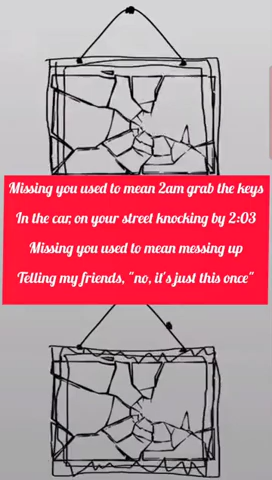 Missing you used to mean 2am grab the keys
In the car, on your street knocking by 2:03
Missing you used to mean messing up
Telling my friends, "no, it's just this once"